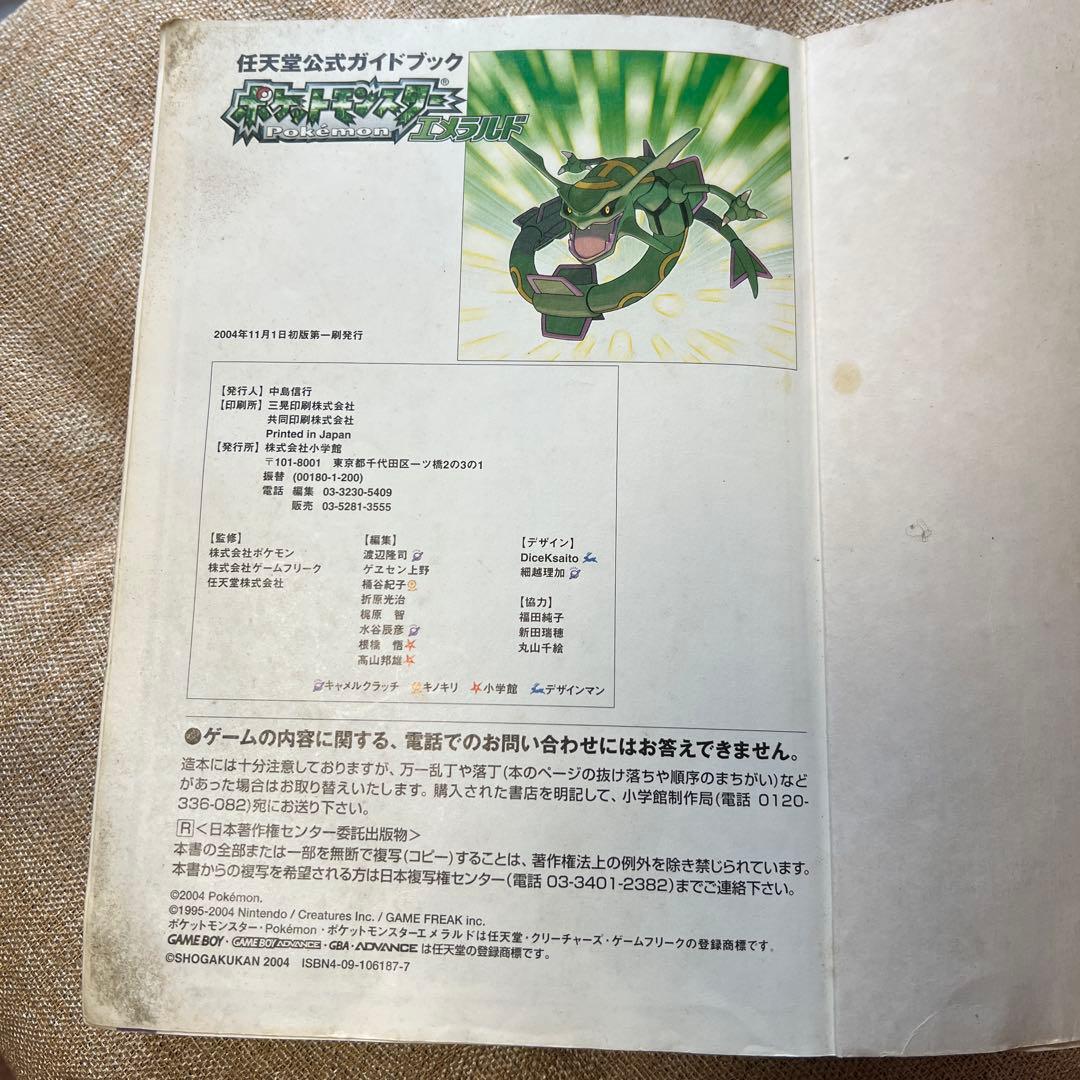 任天堂公式ガイドブック
ポケットモンスター®
Pokémon エメラルド
2004年11月1日初版第一刷発行
【発行人】中島信行
【印刷所】三晃印刷株式会社
共同印刷株式会社
Printed in Japan
【発行所】株式会社小学館
〒101-8001 東京都千代田区一ツ橋2の3の1
振替 (00180-1-200)
電話 編集 03-3230-5409
販売 03-5281-3555
【監修】
株式会社ポケモン
株式会社ゲームフリーク
任天堂株式会社
【編集】
渡辺隆司
ゲヱセン上野
桶谷紀子
折原光治
梶原 智
水谷辰彦
根橋 悟
髙山邦雄
【デザイン】
DiceKsaito
細越理加
【協力】
福田純子
新田瑞穂
丸山千絵
キャメルクラッチ キノキリ 小学館 デザインマン
ゲームの内容に関する、電話でのお問い合わせにはお答えできません。
造本には十分注意しておりますが、万一乱丁や落丁(本のページの抜け落ちや順序のまちがい)など
があった場合はお取り替えいたします。購入された書店を明記して、小学館制作局(電話 0120-
336-082)宛にお送り下さい。
R<日本著作権センター委託出版物>
本書の全部または一部を無断で複写(コピー)することは、著作権法上の例外を除き禁じられています。
本書からの複写を希望される方は日本複写権センター(電話 03-3401-2382)までご連絡下さい。
©2004 Pokémon.
©1995-2004 Nintendo / Creatures Inc. / GAME FREAK inc.
ポケットモンスター・Pokémon・ポケットモンスターエメラルドは任天堂・クリーチャーズ・ゲームフリークの登録商標です。
GAME BOY・GAME BOY ADVANCE・GBA・ADVANCE は任天堂の登録商標です。
©SHOGAKUKAN 2004 ISBN4-09-106187-7